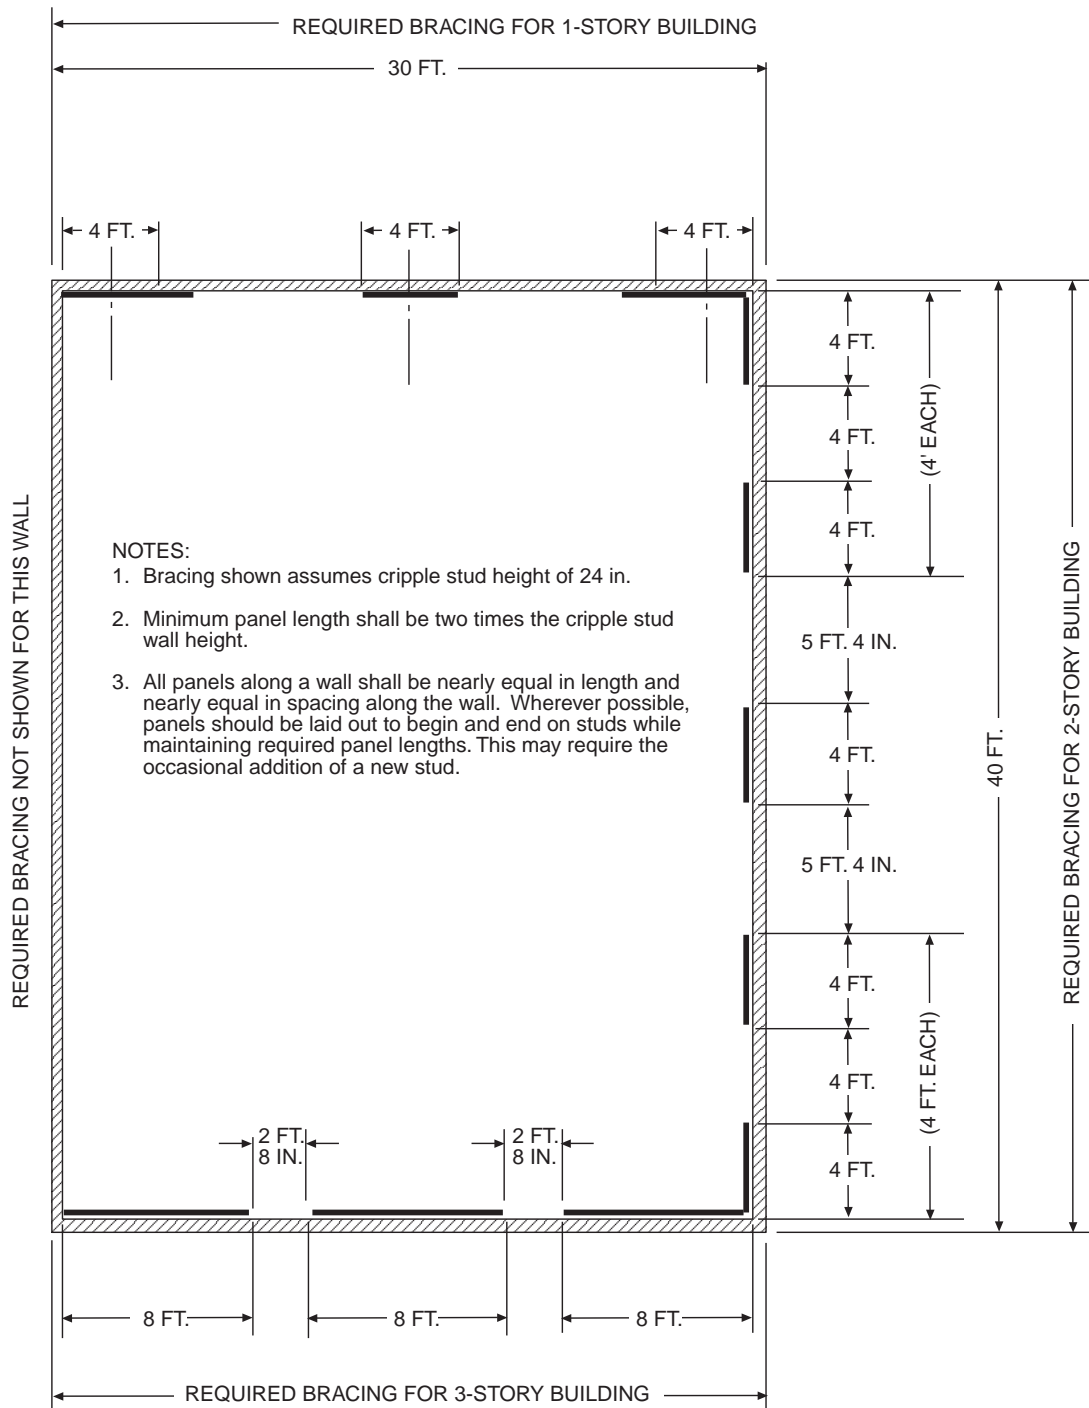 REQUIRED BRACING FOR 1-STORY BUILDING
30 FT.
4 FT.
4 FT.
4 FT.
4 FT.
4 FT.
4 FT.
(4' EACH)
5 FT. 4 IN.
4 FT.
5 FT. 4 IN.
4 FT.
4 FT.
4 FT.
(4 FT. EACH)
40 FT.
REQUIRED BRACING FOR 2-STORY BUILDING
REQUIRED BRACING NOT SHOWN FOR THIS WALL
NOTES:
1. Bracing shown assumes cripple stud height of 24 in.
2. Minimum panel length shall be two times the cripple stud
wall height.
3. All panels along a wall shall be nearly equal in length and
nearly equal in spacing along the wall. Wherever possible,
panels should be laid out to begin and end on studs while
maintaining required panel lengths. This may require the
occasional addition of a new stud.
2 FT.
8 IN.
2 FT.
8 IN.
8 FT.
8 FT.
8 FT.
REQUIRED BRACING FOR 3-STORY BUILDING